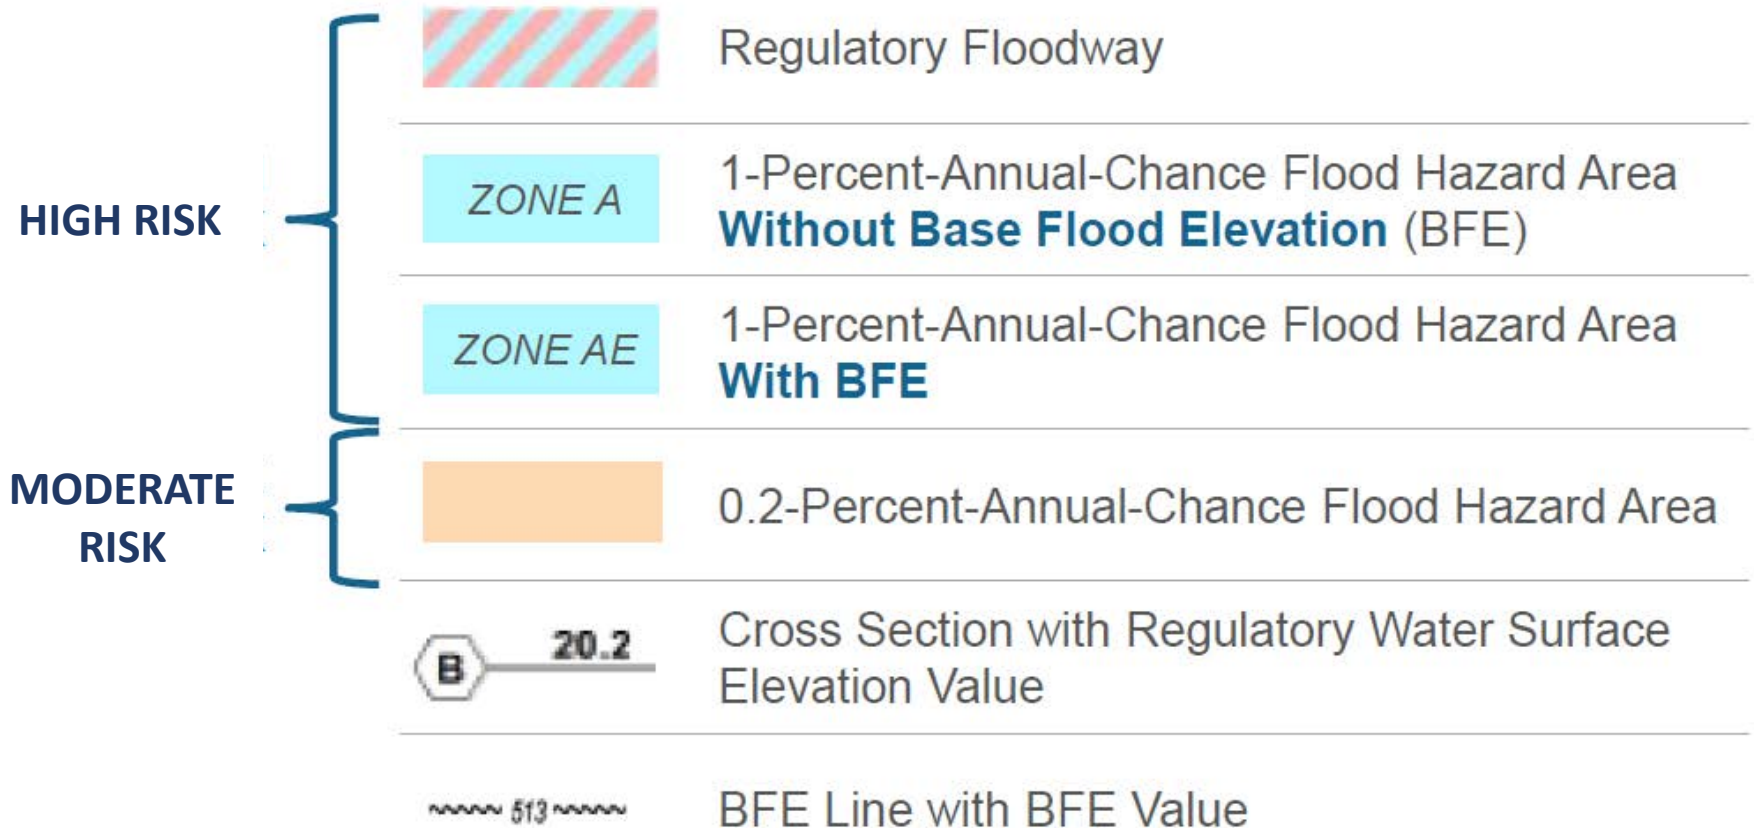 Regulatory Floodway
HIGH RISK
ZONE A
1-Percent-Annual-Chance Flood Hazard Area
Without Base Flood Elevation (BFE)
ZONE AE
1-Percent-Annual-Chance Flood Hazard Area
With BFE
MODERATE
RISK
0.2-Percent-Annual-Chance Flood Hazard Area
B 20.2
Cross Section with Regulatory Water Surface
Elevation Value
513
BFE Line with BFE Value